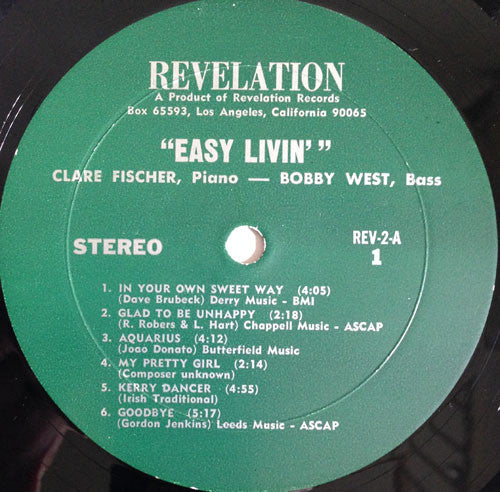 REVELATION
A Product of Revelation Records
Box 65593, Los Angeles, California 90065
"EASY LIVIN' "
CLARE FISCHER, Piano — BOBBY WEST, Bass
STEREO
REV-2-A
1
1. IN YOUR OWN SWEET WAY (4:05)
(Dave Brubeck) Derry Music - BMI
2. GLAD TO BE UNHAPPY (2:18)
(R. Robers & L. Hart) Chappell Music - ASCAP
3. AQUARIUS (4:12)
(Joao Donato) Butterfield Music
4. MY PRETTY GIRL (2:14)
(Composer unknown)
5. KERRY DANCER (4:55)
(Irish Traditional)
6. GOODBYE (5:17)
(Gordon Jenkins) Leeds Music - ASCAP